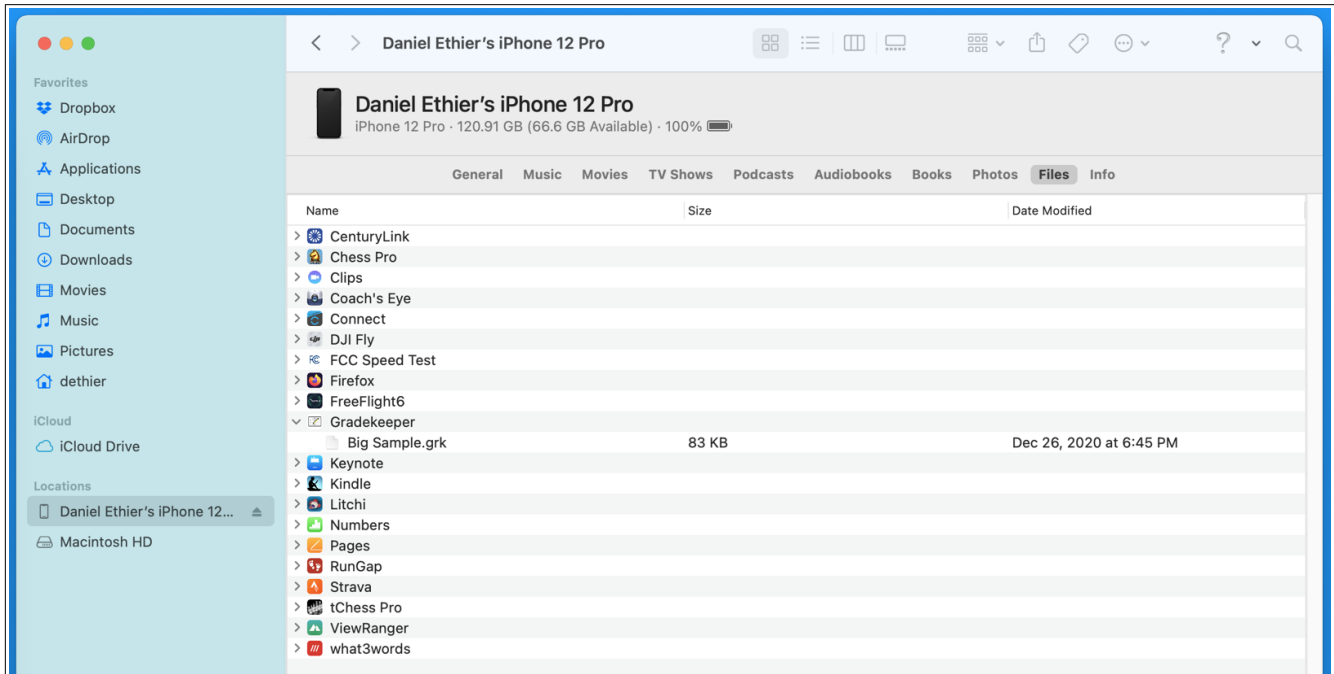 Daniel Ethier's iPhone 12 Pro
Favorites
Dropbox
AirDrop
Applications
Desktop
Documents
Downloads
Movies
Music
Pictures
dethier
iCloud
iCloud Drive
Locations
Daniel Ethier's iPhone 12...
Macintosh HD
Daniel Ethier's iPhone 12 Pro
iPhone 12 Pro · 120.91 GB (66.6 GB Available) · 100%
General Music Movies TV Shows Podcasts Audiobooks Books Photos Files Info
Name Size Date Modified
CenturyLink
Chess Pro
Clips
Coach's Eye
Connect
DJI Fly
FCC Speed Test
Firefox
FreeFlight6
Gradekeeper
Big Sample.grk 83 KB Dec 26, 2020 at 6:45 PM
Keynote
Kindle
Litchi
Numbers
Pages
RunGap
Strava
tChess Pro
ViewRanger
what3words